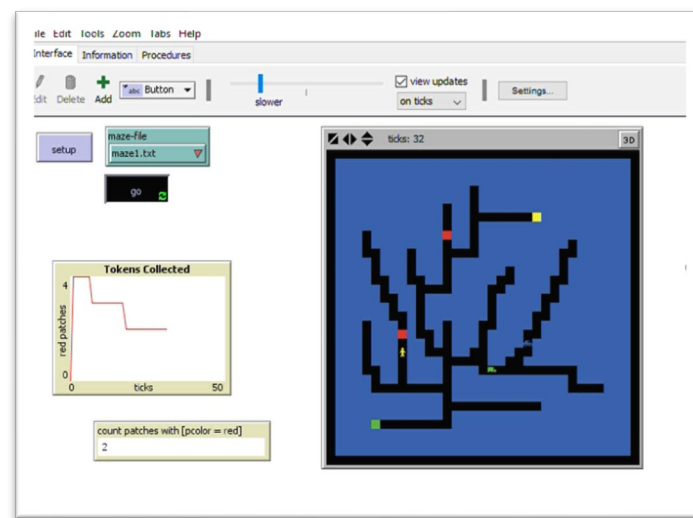 ile Edit Tools Zoom Tabs Help
Interface Information Procedures
Edit Delete Add abc Button slower view updates on ticks Settings...
setup
maze-file
maze1.txt
go
ticks: 32 3D
Tokens Collected
4
red patches
0
0 ticks 50
count patches with [pcolor = red]
2